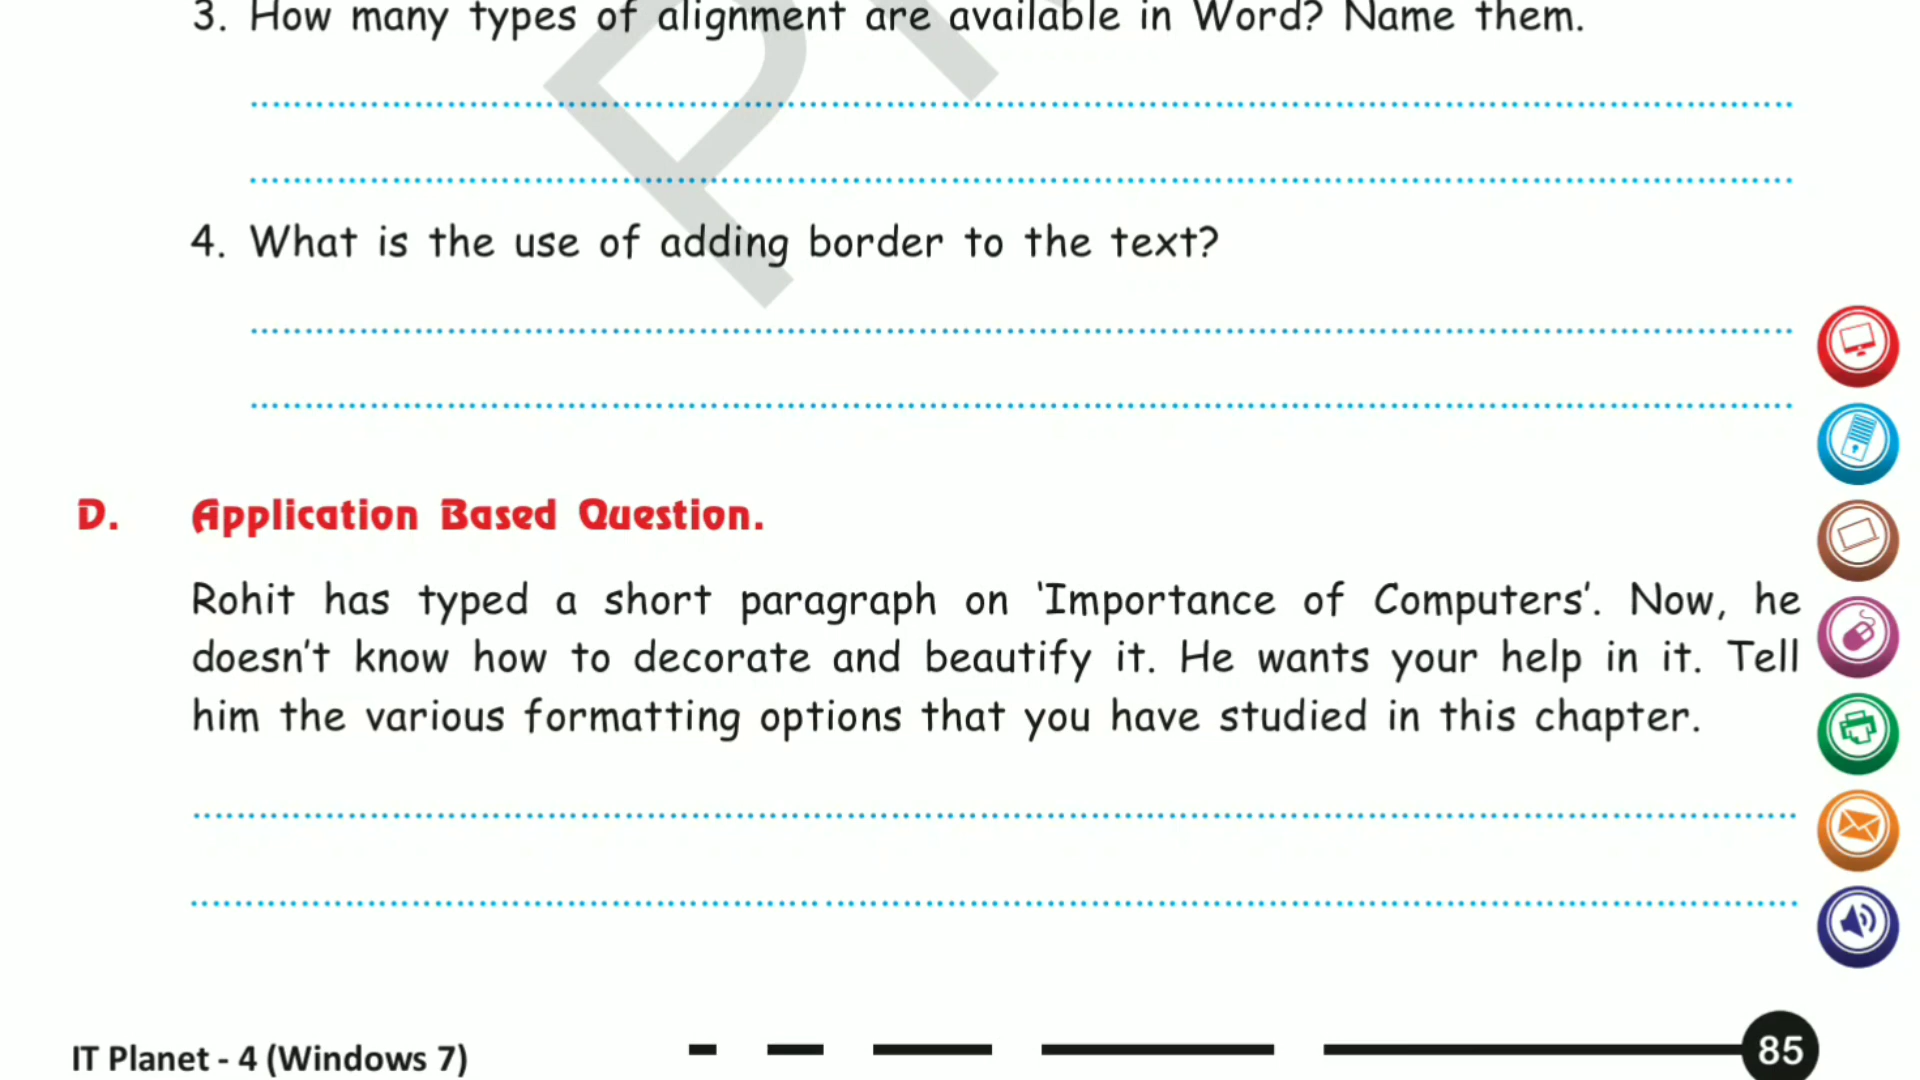 3. How many types of alignment are available in Word? Name them.
4. What is the use of adding border to the text?
D. Application Based Question.
Rohit has typed a short paragraph on ‘Importance of Computers’. Now, he
doesn’t know how to decorate and beautify it. He wants your help in it. Tell
him the various formatting options that you have studied in this chapter.
IT Planet - 4 (Windows 7)
85